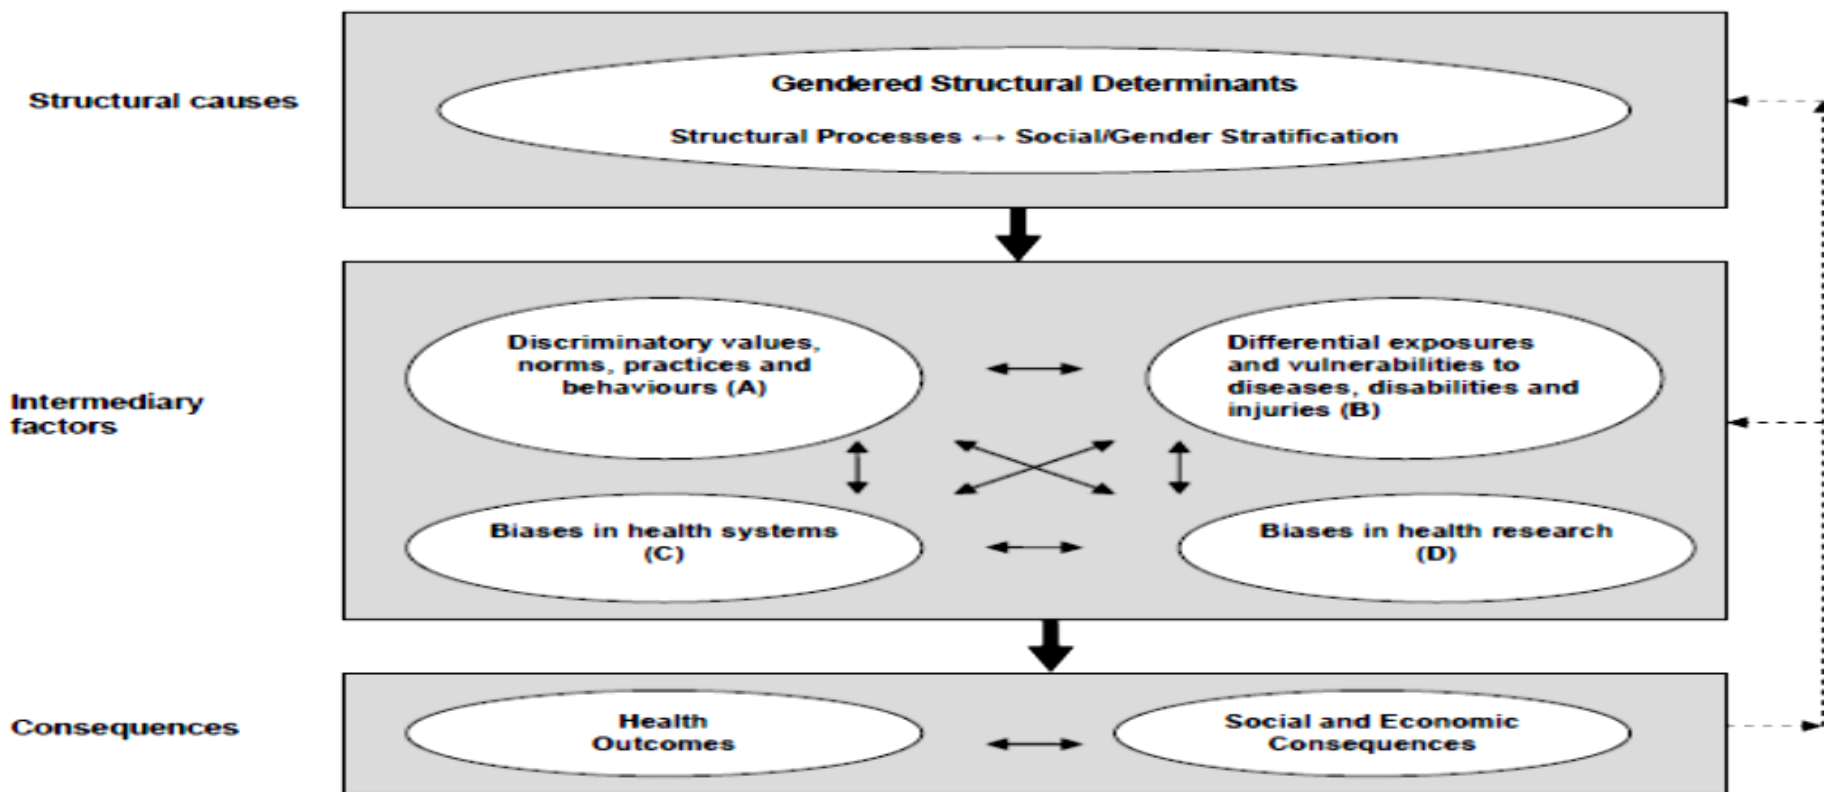 Structural causes
Gendered Structural Determinants
Structural Processes ↔ Social/Gender Stratification
Intermediary
factors
Discriminatory values,
norms, practices and
behaviours (A)
Differential exposures
and vulnerabilities to
diseases, disabilities and
injuries (B)
Biases in health systems
(C)
Biases in health research
(D)
Consequences
Health
Outcomes
Social and Economic
Consequences